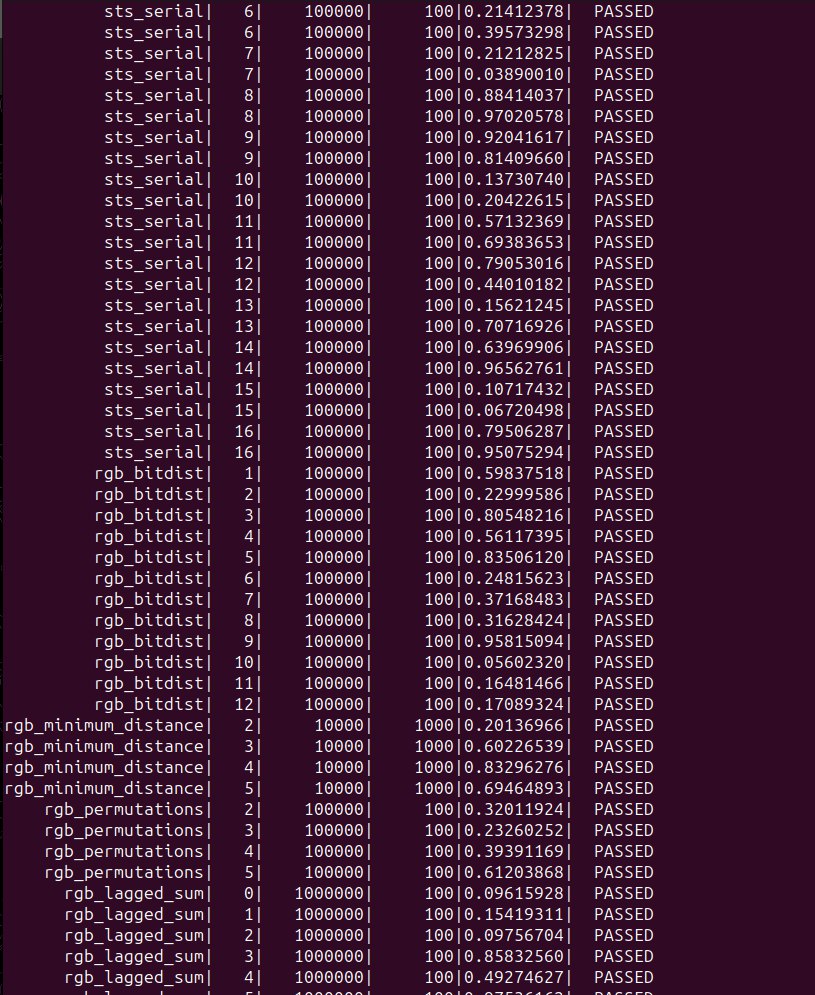 sts_serial|   6|    100000|     100|0.21412378|  PASSED
sts_serial|   6|    100000|     100|0.39573298|  PASSED
sts_serial|   7|    100000|     100|0.21212825|  PASSED
sts_serial|   7|    100000|     100|0.03890010|  PASSED
sts_serial|   8|    100000|     100|0.88414037|  PASSED
sts_serial|   8|    100000|     100|0.97020578|  PASSED
sts_serial|   9|    100000|     100|0.92041617|  PASSED
sts_serial|   9|    100000|     100|0.81409660|  PASSED
sts_serial|  10|    100000|     100|0.13730740|  PASSED
sts_serial|  10|    100000|     100|0.20422615|  PASSED
sts_serial|  11|    100000|     100|0.57132369|  PASSED
sts_serial|  11|    100000|     100|0.69383653|  PASSED
sts_serial|  12|    100000|     100|0.79053016|  PASSED
sts_serial|  12|    100000|     100|0.44010182|  PASSED
sts_serial|  13|    100000|     100|0.15621245|  PASSED
sts_serial|  13|    100000|     100|0.70716926|  PASSED
sts_serial|  14|    100000|     100|0.63969906|  PASSED
sts_serial|  14|    100000|     100|0.96562761|  PASSED
sts_serial|  15|    100000|     100|0.10717432|  PASSED
sts_serial|  15|    100000|     100|0.06720498|  PASSED
sts_serial|  16|    100000|     100|0.79506287|  PASSED
sts_serial|  16|    100000|     100|0.95075294|  PASSED
rgb_bitdist|   1|    100000|     100|0.59837518|  PASSED
rgb_bitdist|   2|    100000|     100|0.22999586|  PASSED
rgb_bitdist|   3|    100000|     100|0.80548216|  PASSED
rgb_bitdist|   4|    100000|     100|0.56117395|  PASSED
rgb_bitdist|   5|    100000|     100|0.83506120|  PASSED
rgb_bitdist|   6|    100000|     100|0.24815623|  PASSED
rgb_bitdist|   7|    100000|     100|0.37168483|  PASSED
rgb_bitdist|   8|    100000|     100|0.31628424|  PASSED
rgb_bitdist|   9|    100000|     100|0.95815094|  PASSED
rgb_bitdist|  10|    100000|     100|0.05602320|  PASSED
rgb_bitdist|  11|    100000|     100|0.16481466|  PASSED
rgb_bitdist|  12|    100000|     100|0.17089324|  PASSED
rgb_minimum_distance|   2|     10000|    1000|0.20136966|  PASSED
rgb_minimum_distance|   3|     10000|    1000|0.60226539|  PASSED
rgb_minimum_distance|   4|     10000|    1000|0.83296276|  PASSED
rgb_minimum_distance|   5|     10000|    1000|0.69464893|  PASSED
rgb_permutations|   2|    100000|     100|0.32011924|  PASSED
rgb_permutations|   3|    100000|     100|0.23260252|  PASSED
rgb_permutations|   4|    100000|     100|0.39391169|  PASSED
rgb_permutations|   5|    100000|     100|0.61203868|  PASSED
rgb_lagged_sum|   0|   1000000|     100|0.09615928|  PASSED
rgb_lagged_sum|   1|   1000000|     100|0.15419311|  PASSED
rgb_lagged_sum|   2|   1000000|     100|0.09756704|  PASSED
rgb_lagged_sum|   3|   1000000|     100|0.85832560|  PASSED
rgb_lagged_sum|   4|   1000000|     100|0.49274627|  PASSED